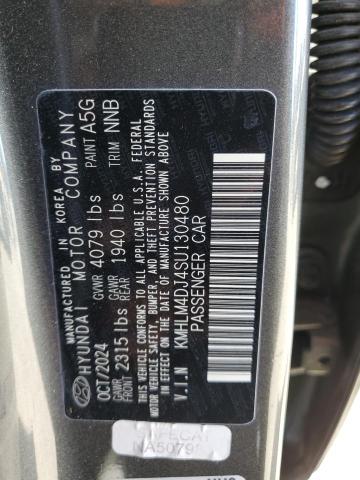 MANUFACTURED IN KOREA BY
HYUNDAI MOTOR COMPANY
OCT/2024 GVWR 4079 lbs PAINT A5G
GAWR FRONT 2315 lbs GAWR REAR 1940 lbs TRIM NNB
THIS VEHICLE CONFORMS TO ALL APPLICABLE U.S.A. FEDERAL
MOTOR VEHICLE SAFETY, BUMPER, AND THEFT PREVENTION
STANDARDS IN EFFECT ON THE DATE OF MANUFACTURE SHOWN ABOVE
V.I.N KMHLM4DJ4SU130480
PASSENGER CAR